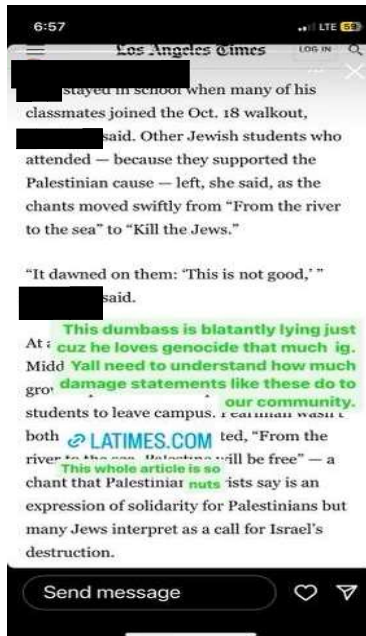 6:57
LTE 59
Los Angeles Times
LOG IN
stayed in school when many of his
classmates joined the Oct. 18 walkout,
said. Other Jewish students who
attended — because they supported the
Palestinian cause — left, she said, as the
chants moved swiftly from “From the river
to the sea” to “Kill the Jews.”
“It dawned on them: ‘This is not good,’ ”
said.
This dumbass is blatantly lying just
cuz he loves genocide that much ig.
At
Midd
Yall need to understand how much
damage statements like these do to
our community.
students to leave campus.
both
LATIMES.COM
ted, “From the
river
will be free” — a
This whole article is so
nuts
chant that Palestinian
ists say is an
expression of solidarity for Palestinians but
many Jews interpret as a call for Israel’s
destruction.
Send message